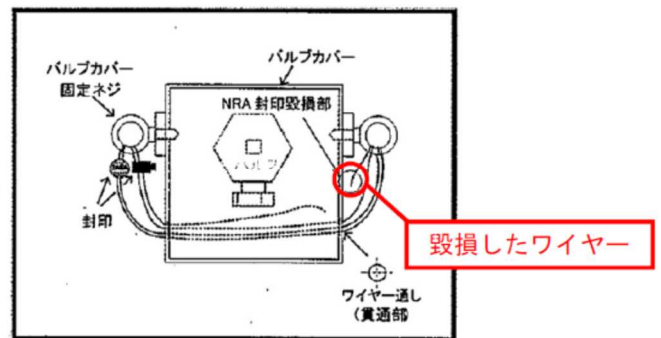 バルブカバー
バルブカバー
固定ネジ
NRA 封印毀損部
バルブ
封印
毀損したワイヤー
ワイヤー通し
(貫通部)